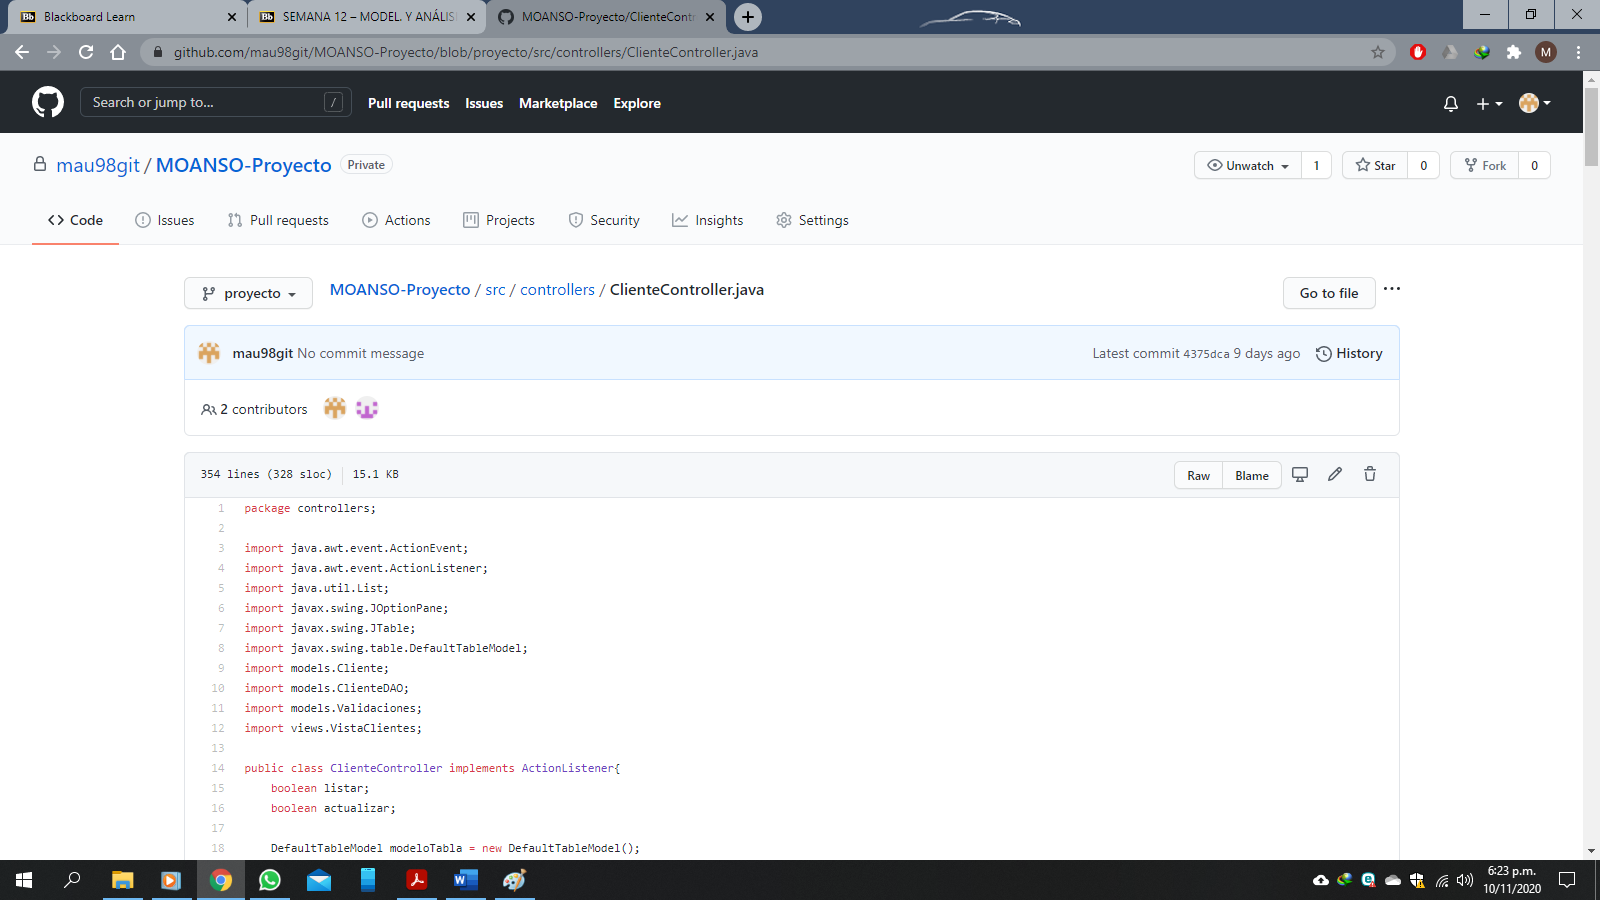 Blackboard Learn
SEMANA 12 – MODEL. Y ANÁLIS
MOANSO-Proyecto/ClienteContr
github.com/mau98git/MOANSO-Proyecto/blob/proyecto/src/controllers/ClienteController.java
M
Search or jump to... /
Pull requests Issues Marketplace Explore
mau98git / MOANSO-Proyecto Private
Unwatch 1 Star 0 Fork 0
Code Issues Pull requests Actions Projects Security Insights Settings
proyecto MOANSO-Proyecto / src / controllers / ClienteController.java Go to file ...
mau98git No commit message Latest commit 4375dca 9 days ago History
2 contributors
354 lines (328 sloc) 15.1 KB Raw Blame
1 package controllers;
2
3 import java.awt.event.ActionEvent;
4 import java.awt.event.ActionListener;
5 import java.util.List;
6 import javax.swing.JOptionPane;
7 import javax.swing.JTable;
8 import javax.swing.table.DefaultTableModel;
9 import models.Cliente;
10 import models.ClienteDAO;
11 import models.Validaciones;
12 import views.VistaClientes;
13
14 public class ClienteController implements ActionListener{
15 boolean listar;
16 boolean actualizar;
17
18 DefaultTableModel modeloTabla = new DefaultTableModel();
6:23 p.m.
10/11/2020